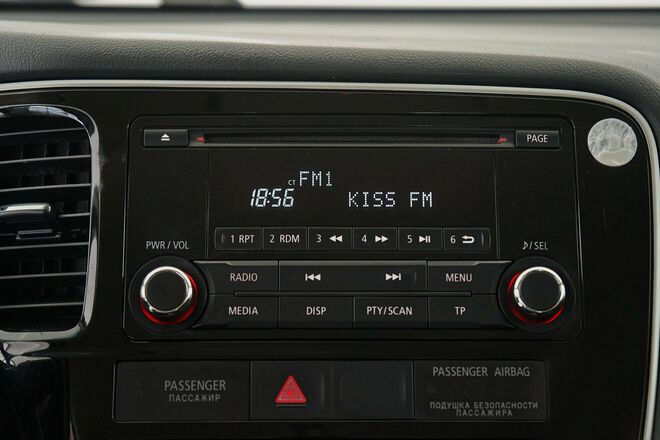 PAGE
CT FM1
18:56 KISS FM
1 RPT 2 RDM 3 ◀◀ 4 ▶▶ 5 ▶II 6 ⮌
PWR / VOL
♪/ SEL
RADIO
MENU
MEDIA DISP PTY/SCAN TP
PASSENGER
ПАССАЖИР
PASSENGER AIRBAG
ПОДУШКА БЕЗОПАСНОСТИ
ПАССАЖИРА